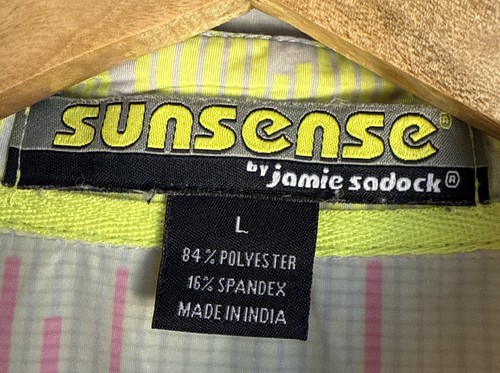 sunsense®
by jamie sadock®
L
84% POLYESTER
16% SPANDEX
MADE IN INDIA